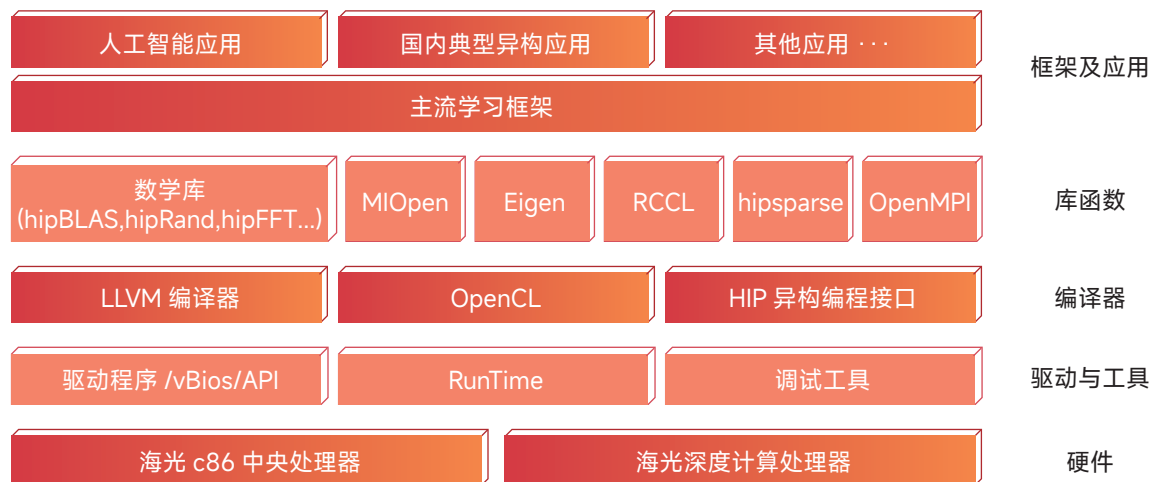 人工智能应用
国内典型异构应用
其他应用 ···
框架及应用
主流学习框架
数学库
(hipBLAS,hipRand,hipFFT...)
MIOpen
Eigen
RCCL
hipsparse
OpenMPI
库函数
LLVM 编译器
OpenCL
HIP 异构编程接口
编译器
驱动程序 /vBios/API
RunTime
调试工具
驱动与工具
海光 c86 中央处理器
海光深度计算处理器
硬件